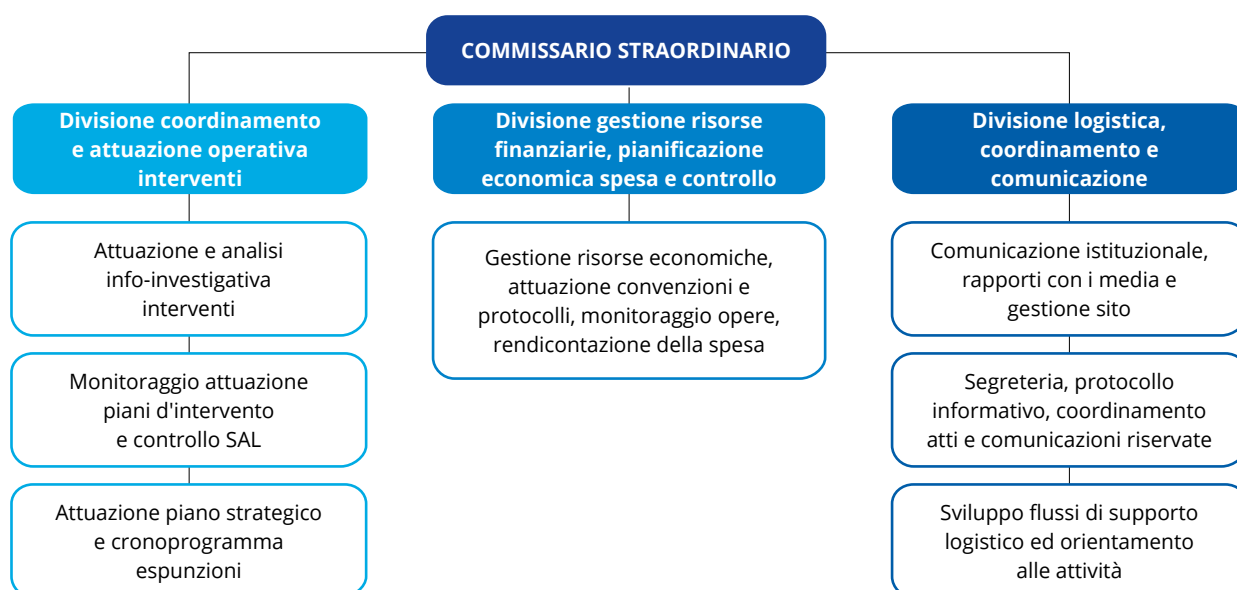 COMMISSARIO STRAORDINARIO
Divisione coordinamento
e attuazione operativa
interventi
Attuazione e analisi
info-investigativa
interventi
Monitoraggio attuazione
piani d'intervento
e controllo SAL
Attuazione piano strategico
e cronoprogramma
espunzioni
Divisione gestione risorse
finanziarie, pianificazione
economica spesa e controllo
Gestione risorse economiche,
attuazione convenzioni e
protocolli, monitoraggio opere,
rendicontazione della spesa
Divisione logistica,
coordinamento e
comunicazione
Comunicazione istituzionale,
rapporti con i media e
gestione sito
Segreteria, protocollo
informativo, coordinamento
atti e comunicazioni riservate
Sviluppo flussi di supporto
logistico ed orientamento
alle attività